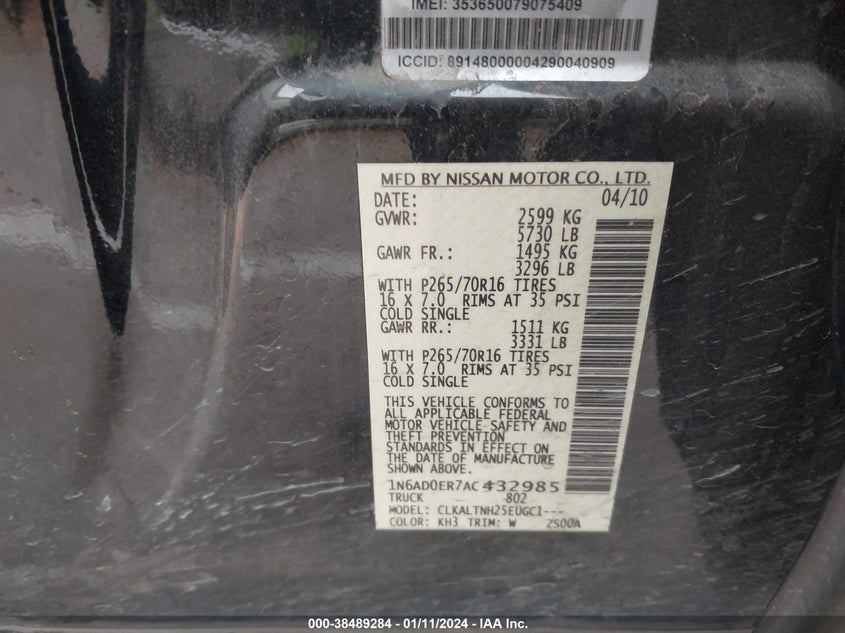 IMEI: 353650079075409
ICCID: 89148000004290040909
MFD BY NISSAN MOTOR CO., LTD.
DATE: 04/10
GVWR: 2599 KG
5730 LB
GAWR FR.: 1495 KG
3296 LB
WITH P265/70R16 TIRES
16 X 7.0 RIMS AT 35 PSI
COLD SINGLE
GAWR RR.: 1511 KG
3331 LB
WITH P265/70R16 TIRES
16 X 7.0 RIMS AT 35 PSI
COLD SINGLE
THIS VEHICLE CONFORMS TO
ALL APPLICABLE FEDERAL
MOTOR VEHICLE SAFETY AND
THEFT PREVENTION
STANDARDS IN EFFECT ON
THE DATE OF MANUFACTURE
SHOWN ABOVE.
1N6AD0ER7AC432985
TRUCK 802
MODEL: CLKALTNH25EUGC1---
COLOR: KH3 TRIM: W 2S00A
000-38489284 - 01/11/2024 - IAA Inc.